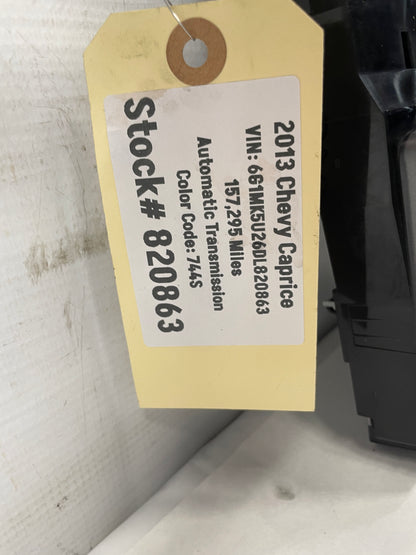 2013 Chevy Caprice
VIN: 6G1MK5U26DL820863
157,295 Miles
Automatic Transmission
Color Code: 744S
Stock# 820863